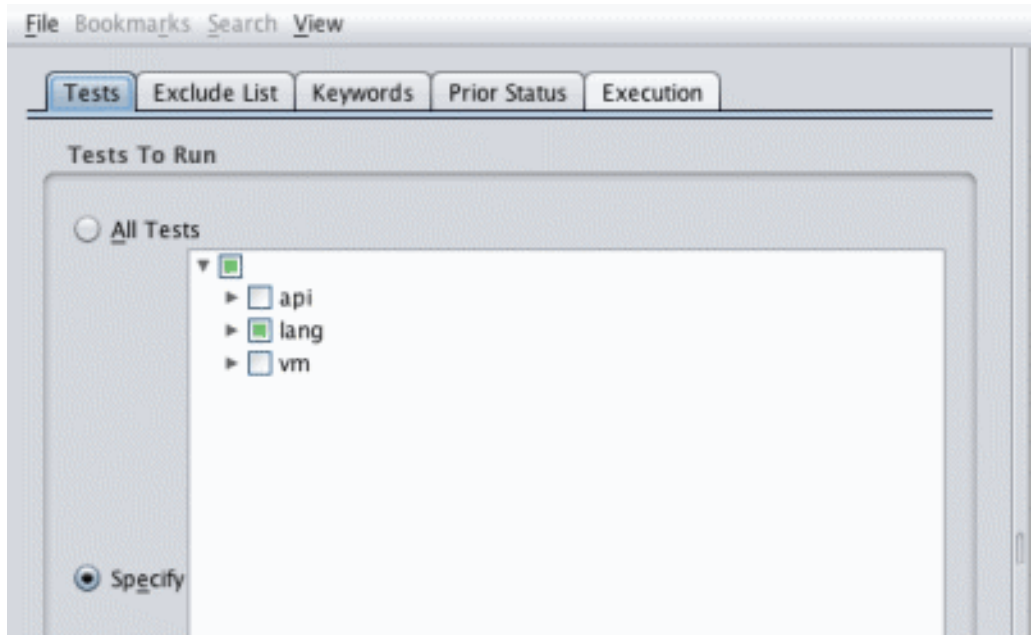 File Bookmarks Search View
Tests Exclude List Keywords Prior Status Execution
Tests To Run
All Tests
api
lang
vm
Specify